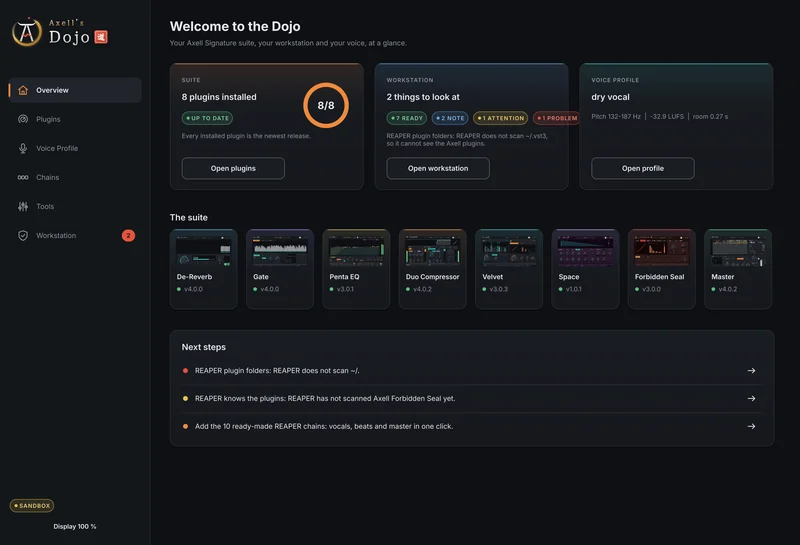 Axell's
Dojo
道
Overview
Plugins
Voice Profile
Chains
Tools
Workstation
2
SANDBOX
Display 100 %
Welcome to the Dojo
Your Axell Signature suite, your workstation and your voice, at a glance.
SUITE
8 plugins installed
UP TO DATE
8/8
Every installed plugin is the newest release.
Open plugins
WORKSTATION
2 things to look at
7 READY
2 NOTE
1 ATTENTION
1 PROBLEM
REAPER plugin folders: REAPER does not scan ~/.vst3,
so it cannot see the Axell plugins.
Open workstation
VOICE PROFILE
dry vocal
Pitch 132-187 Hz | -32.9 LUFS | room 0.27 s
Open profile
The suite
De-Reverb
v4.0.0
Gate
v4.0.0
Penta EQ
v3.0.1
Duo Compressor
v4.0.2
Velvet
v3.0.3
Space
v1.0.1
Forbidden Seal
v3.0.0
Master
v4.0.2
Next steps
REAPER plugin folders: REAPER does not scan ~/.
REAPER knows the plugins: REAPER has not scanned Axell Forbidden Seal yet.
Add the 10 ready-made REAPER chains: vocals, beats and master in one click.